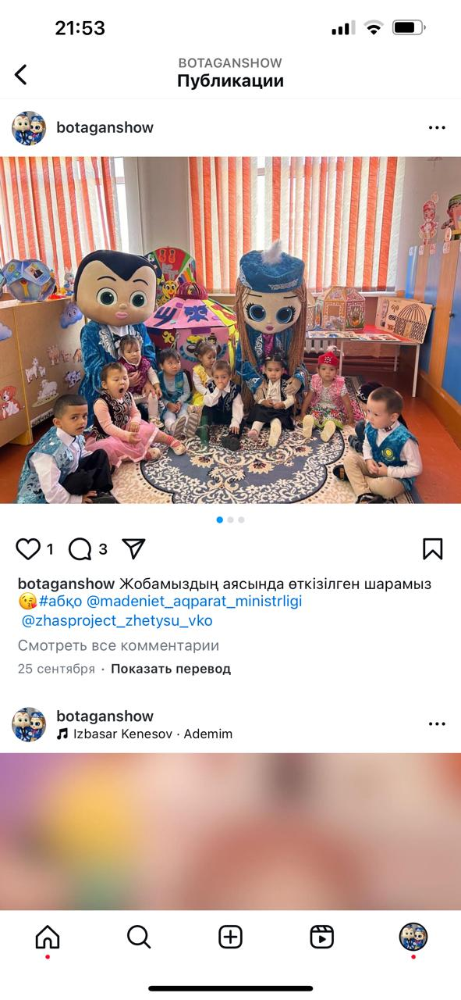 21:53
BOTAGANSHOW
Публикации
botaganshow
1
3
botaganshow Жобамыздың аясында өткізілген шарамыз
😘#абқо @madeniet_aqparat_ministrligi
@zhasproject_zhetysu_vko
Смотреть все комментарии
25 сентября · Показать перевод
botaganshow
Izbasar Kenesov · Ademim